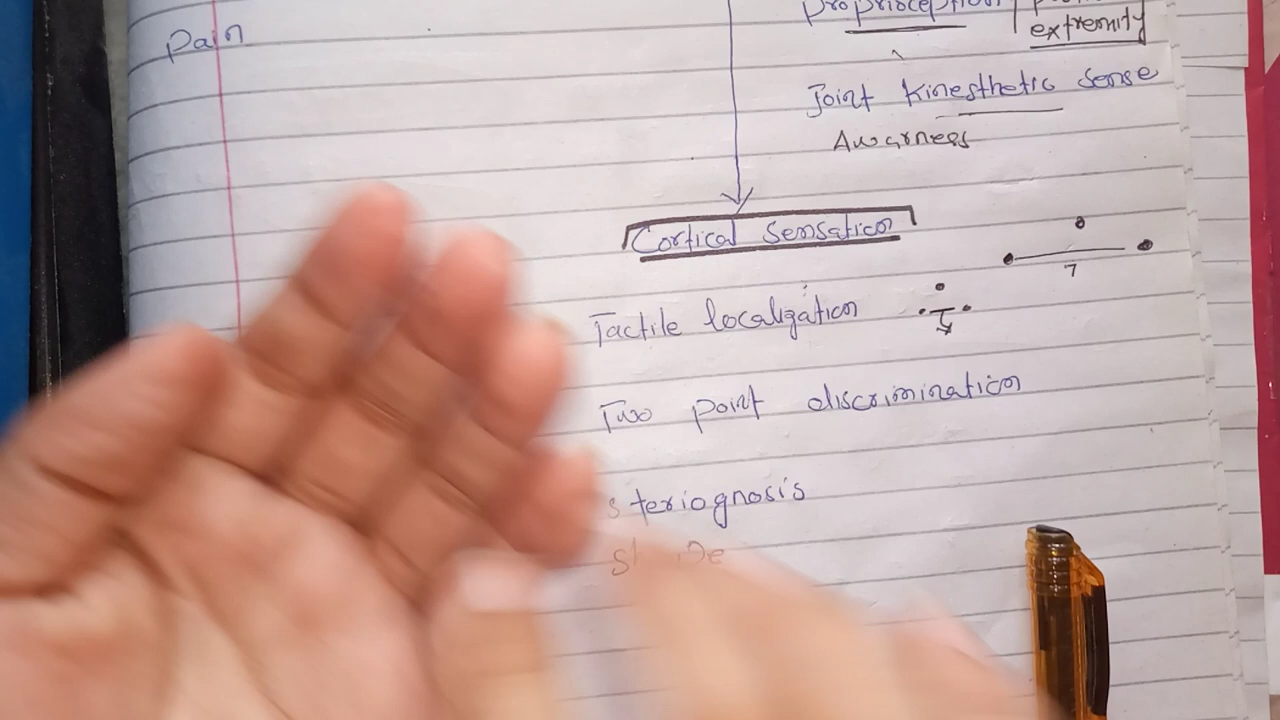 Pain
Proprioception
extremity
Joint Kinesthetic Sense
Awarness
Cortical Sensation
7
Tactile localization
Two point discrimination
steriognosis